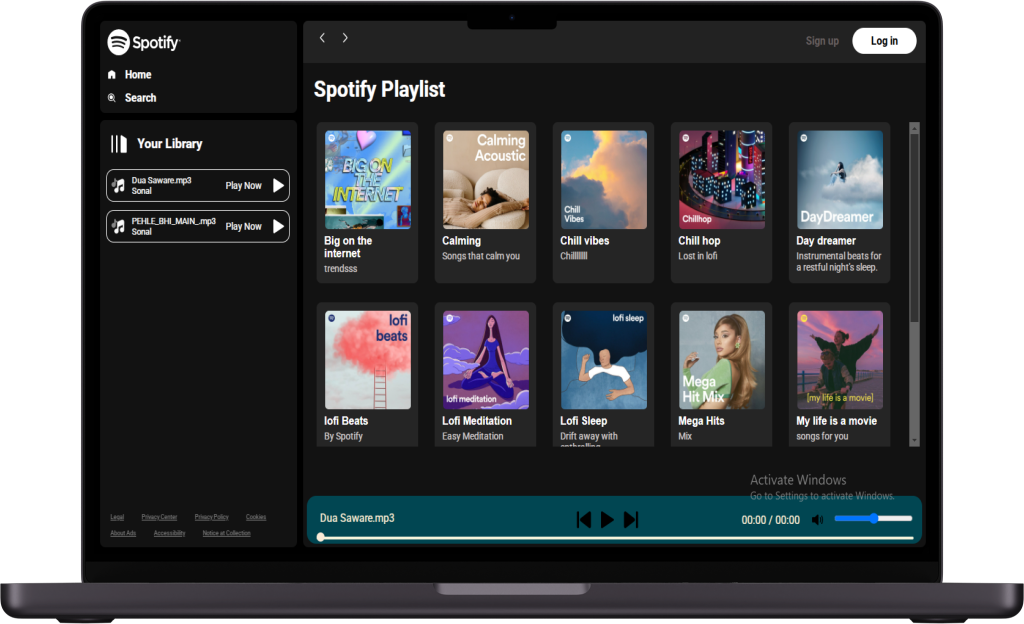 Spotify
Home
Search
Your Library
Dua Saware.mp3
Sonal
Play Now
PEHLE_BHI_MAIN_.mp3
Sonal
Play Now
Legal
Privacy Center
Privacy Policy
Cookies
About Ads
Accessibility
Notice at Collection
Sign up
Log in
Spotify Playlist
BIG ON
THE
INTERNET
Big on the
internet
trendsss
Calming
Acoustic
Calming
Songs that calm you
Chill
Vibes
Chill vibes
Chillllllll
Chillhop
Chill hop
Lost in lofi
DayDreamer
Day dreamer
Instrumental beats for
a restful night's sleep.
lofi
beats
lofi Beats
By Spotify
lofi meditation
Lofi Meditation
Easy Meditation
lofi sleep
Lofi Sleep
Drift away with
Mega
Hit Mix
Mega Hits
Mix
[my life is a movie]
My life is a movie
songs for you
Activate Windows
Go to Settings to activate Windows.
Dua Saware.mp3
00:00 / 00:00